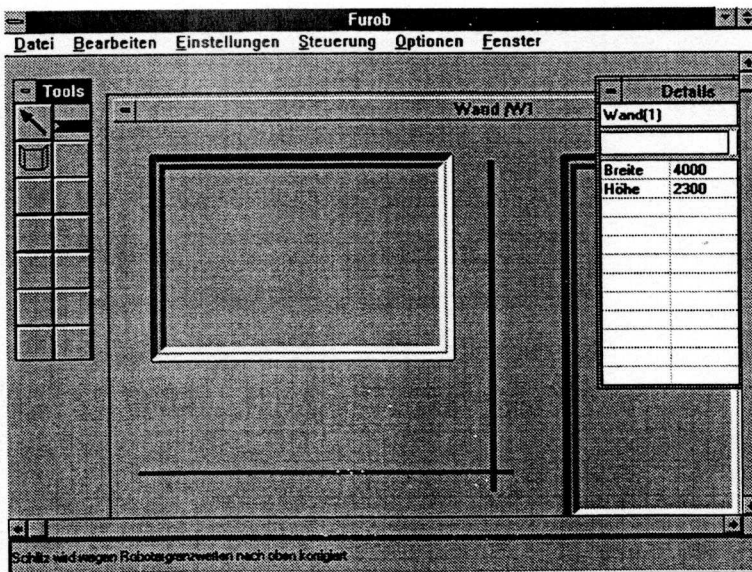 Furob
Datei Bearbeiten Einstellungen Steuerung Optionen Fenster
Tools
Wand /W1
Details
Wand(1)
Breite 4000
Höhe 2300
Schlitz wird wegen Robotergrenzwerten nach oben korrigiert